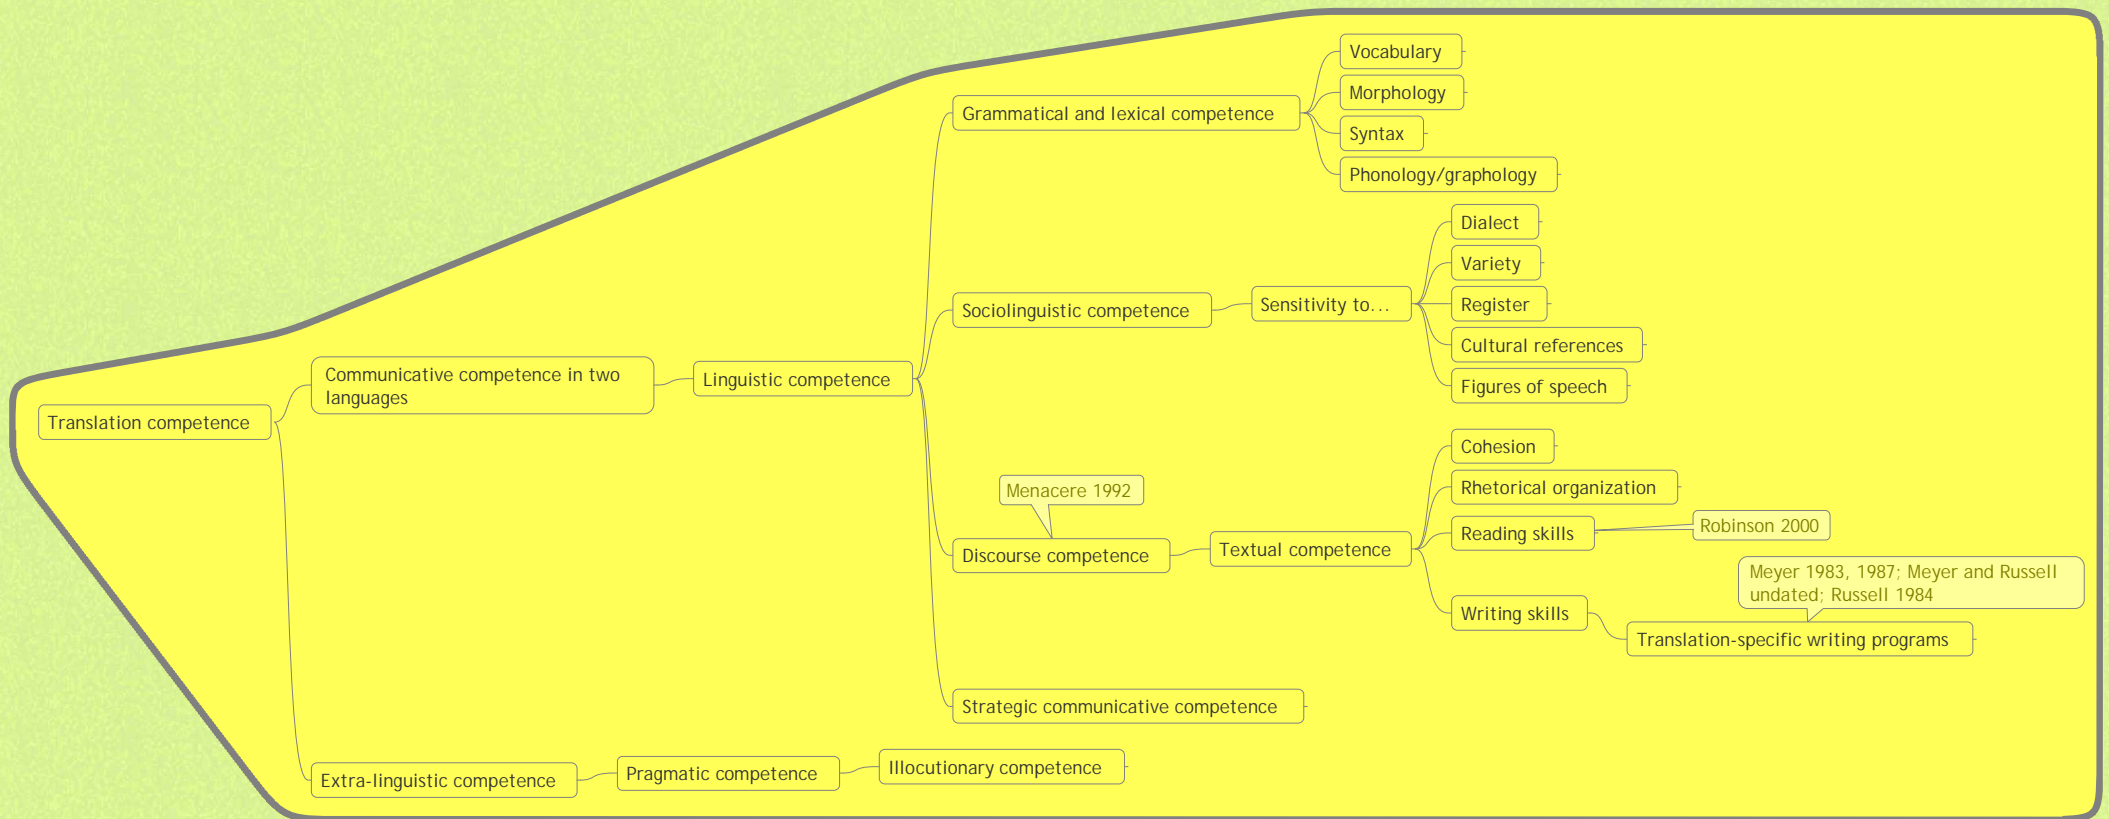 Translation competence
Communicative competence in two
languages
Linguistic competence
Grammatical and lexical competence
Vocabulary
Morphology
Syntax
Phonology/graphology
Sociolinguistic competence
Sensitivity to...
Dialect
Variety
Register
Cultural references
Figures of speech
Menacere 1992
Discourse competence
Textual competence
Cohesion
Rhetorical organization
Reading skills
Robinson 2000
Writing skills
Meyer 1983, 1987; Meyer and Russell
undated; Russell 1984
Translation-specific writing programs
Strategic communicative competence
Extra-linguistic competence
Pragmatic competence
Illocutionary competence